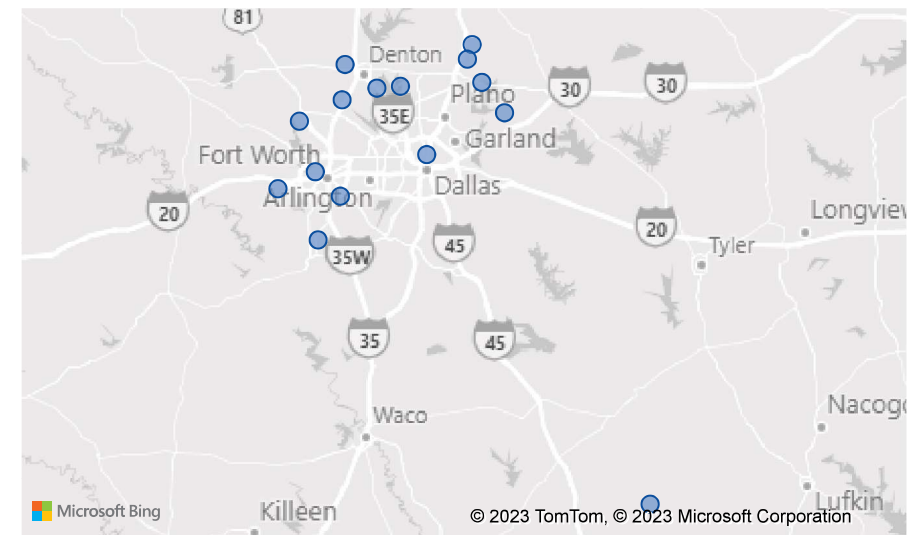 81
Denton
Plano
30
30
35E
Garland
Fort Worth
Dallas
Arlington
20
Longview
20
45
Tyler
35W
35
45
Waco
Nacogo
Killeen
Lufkin
Microsoft Bing
© 2023 TomTom, © 2023 Microsoft Corporation